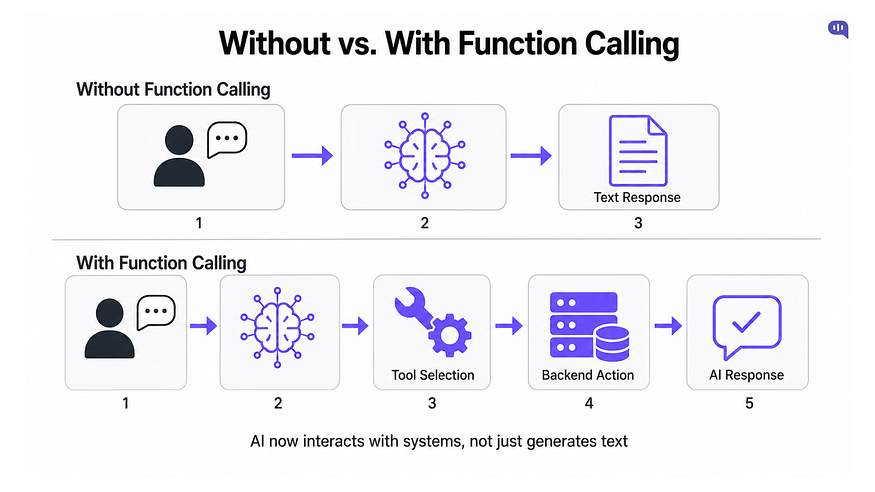 Without vs. With Function Calling
Without Function Calling
Text Response
1
2
3
With Function Calling
Tool Selection
Backend Action
AI Response
1
2
3
4
5
AI now interacts with systems, not just generates text